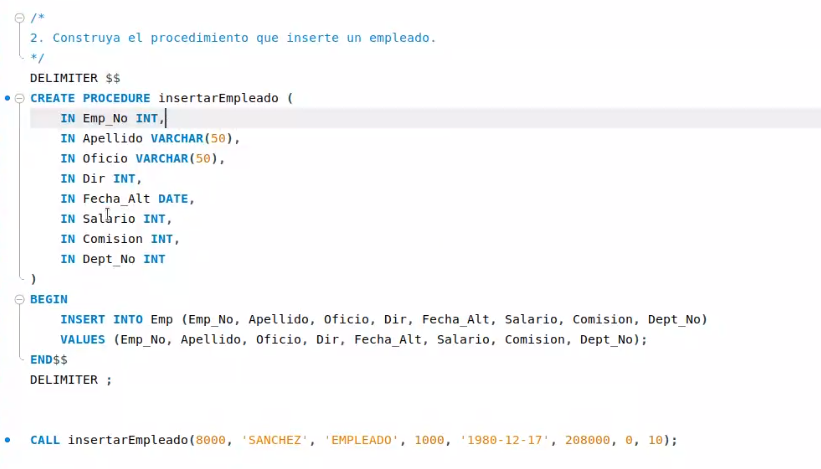 /*
2. Construya el procedimiento que inserte un empleado.
*/
DELIMITER $$
CREATE PROCEDURE insertarEmpleado (
    IN Emp_No INT,
    IN Apellido VARCHAR(50),
    IN Oficio VARCHAR(50),
    IN Dir INT,
    IN Fecha_Alt DATE,
    IN Salario INT,
    IN Comision INT,
    IN Dept_No INT
)
BEGIN
    INSERT INTO Emp (Emp_No, Apellido, Oficio, Dir, Fecha_Alt, Salario, Comision, Dept_No)
    VALUES (Emp_No, Apellido, Oficio, Dir, Fecha_Alt, Salario, Comision, Dept_No);
END$$
DELIMITER ;
CALL insertarEmpleado(8000, 'SANCHEZ', 'EMPLEADO', 1000, '1980-12-17', 208000, 0, 10);